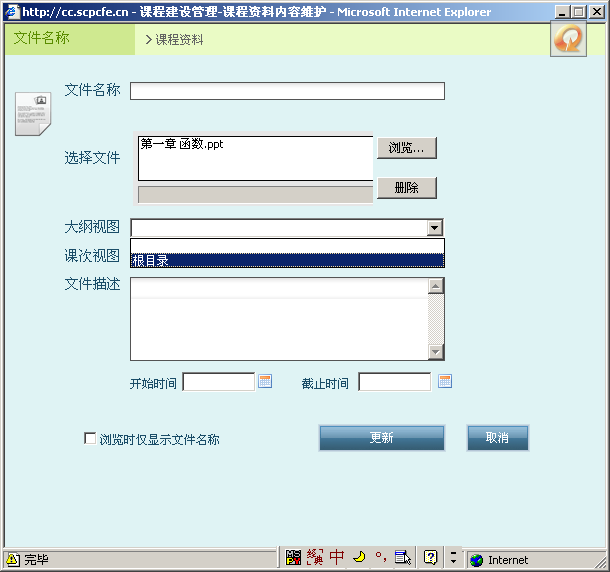 http://cc.scpcfe.cn - 课程建设管理-课程资料内容维护 - Microsoft Internet Explorer
文件名称
> 课程资料
文件名称
选择文件
第一章 函数.ppt
浏览...
删除
大纲视图
课次视图
根目录
文件描述
开始时间
截止时间
浏览时仅显示文件名称
更新
取消
完毕
经典
中
Internet